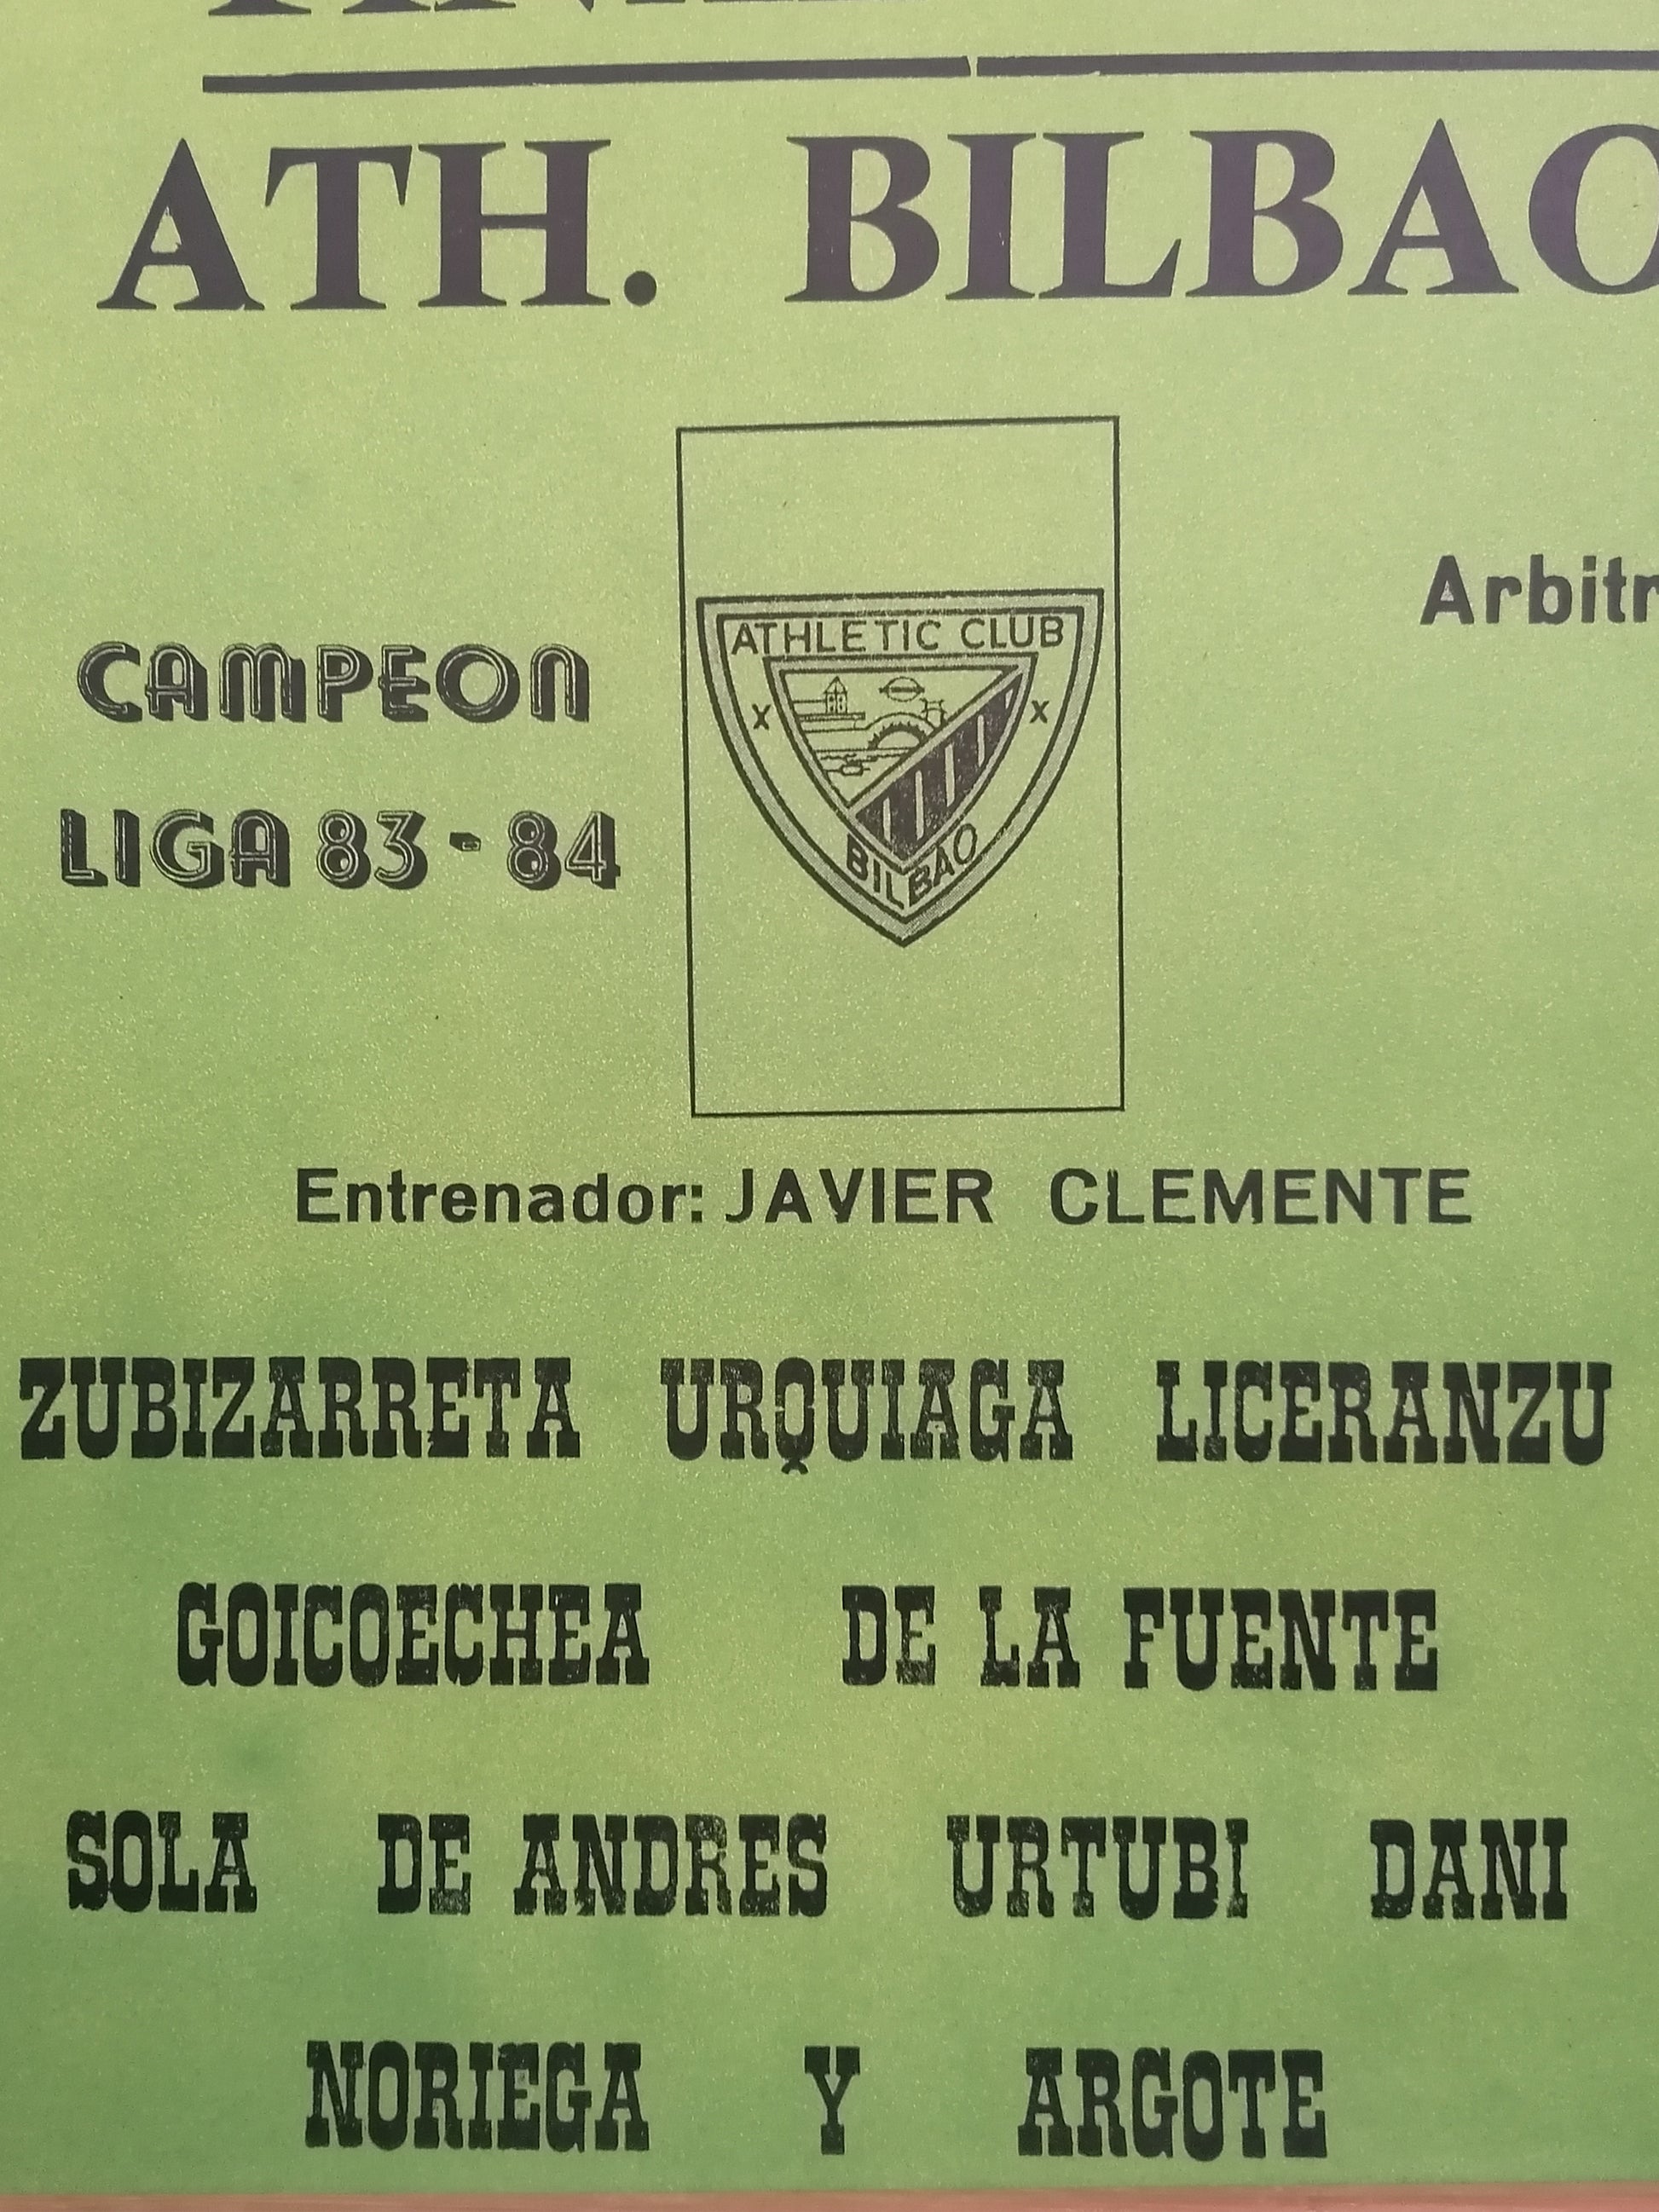 ATH. BILBAO
Arbitr
ATHLETIC CLUB
X X
BILBAO
CAMPEON
LIGA 83-84
Entrenador: JAVIER CLEMENTE
ZUBIZARRETA URQUIAGA LICERANZU
GOICOECHEA DE LA FUENTE
SOLA DE ANDRES URTUBI DANI
NORIEGA Y ARGOTE